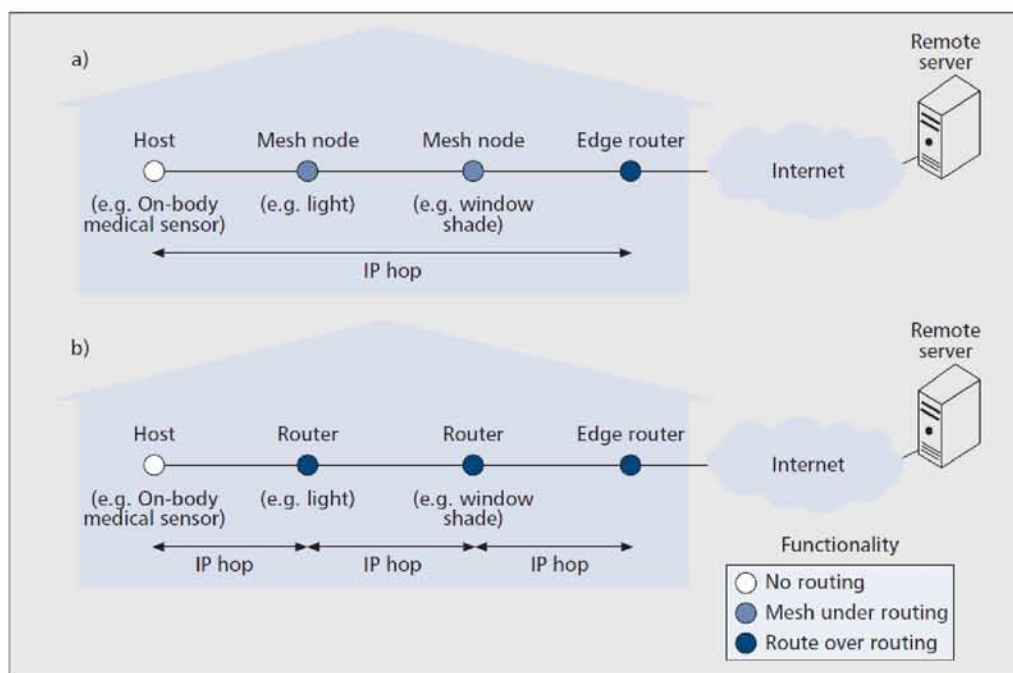 a)
Remote
server
Host
Mesh node
Mesh node
Edge router
Internet
(e.g. On-body
medical sensor)
(e.g. light)
(e.g. window
shade)
IP hop
b)
Remote
server
Host
Router
Router
Edge router
Internet
(e.g. On-body
medical sensor)
(e.g. light)
(e.g. window
shade)
IP hop
IP hop
IP hop
Functionality
No routing
Mesh under routing
Route over routing